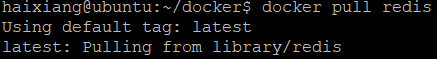 haixiang@ubuntu:~/docker$ docker pull redis
Using default tag: latest
latest: Pulling from library/redis